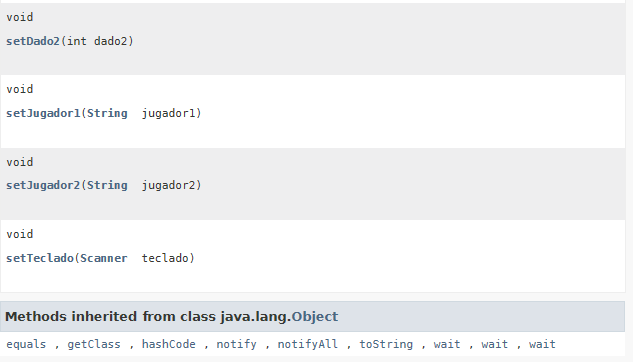 void
setDado2(int dado2)
void
setJugador1(String jugador1)
void
setJugador2(String jugador2)
void
setTeclado(Scanner teclado)
Methods inherited from class java.lang.Object
equals , getClass , hashCode , notify , notifyAll , toString , wait , wait , wait